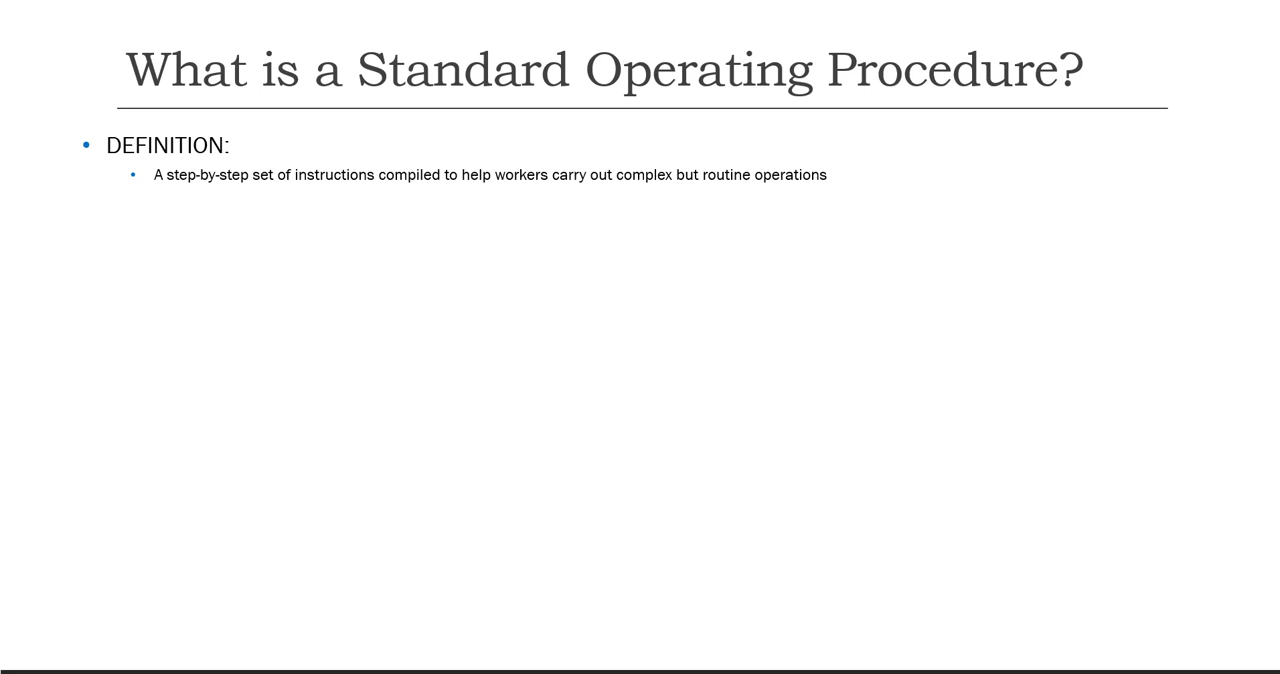 What is a Standard Operating Procedure?
• DEFINITION:
• A step-by-step set of instructions compiled to help workers carry out complex but routine operations